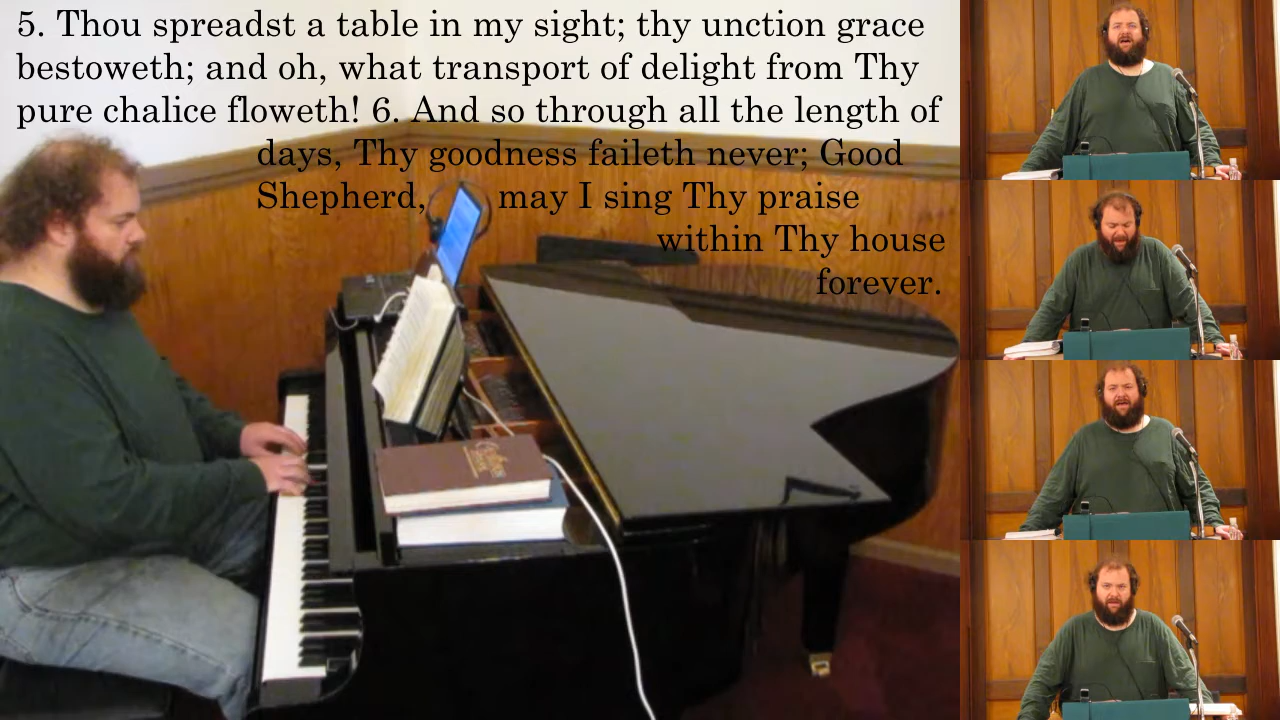 5. Thou spreadst a table in my sight; thy unction grace
bestoweth; and oh, what transport of delight from Thy
pure chalice floweth! 6. And so through all the length of
days, Thy goodness faileth never; Good
Shepherd, may I sing Thy praise
within Thy house
forever.